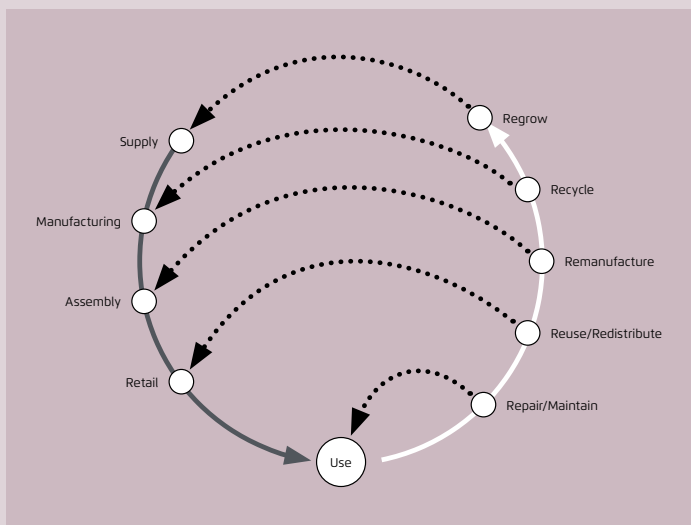 Regrow
Supply
Recycle
Manufacturing
Remanufacture
Assembly
Reuse/Redistribute
Retail
Repair/Maintain
Use